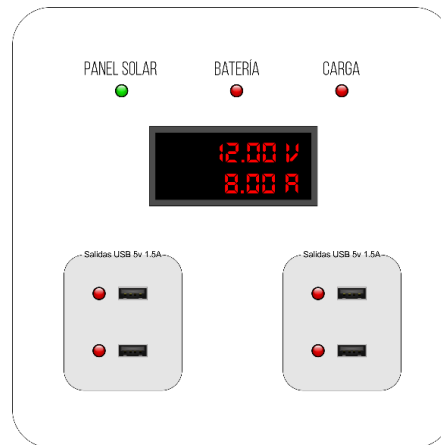 PANEL SOLAR BATERÍA CARGA
12.00 V
8.00 A
Salidas USB 5v 1.5A Salidas USB 5v 1.5A